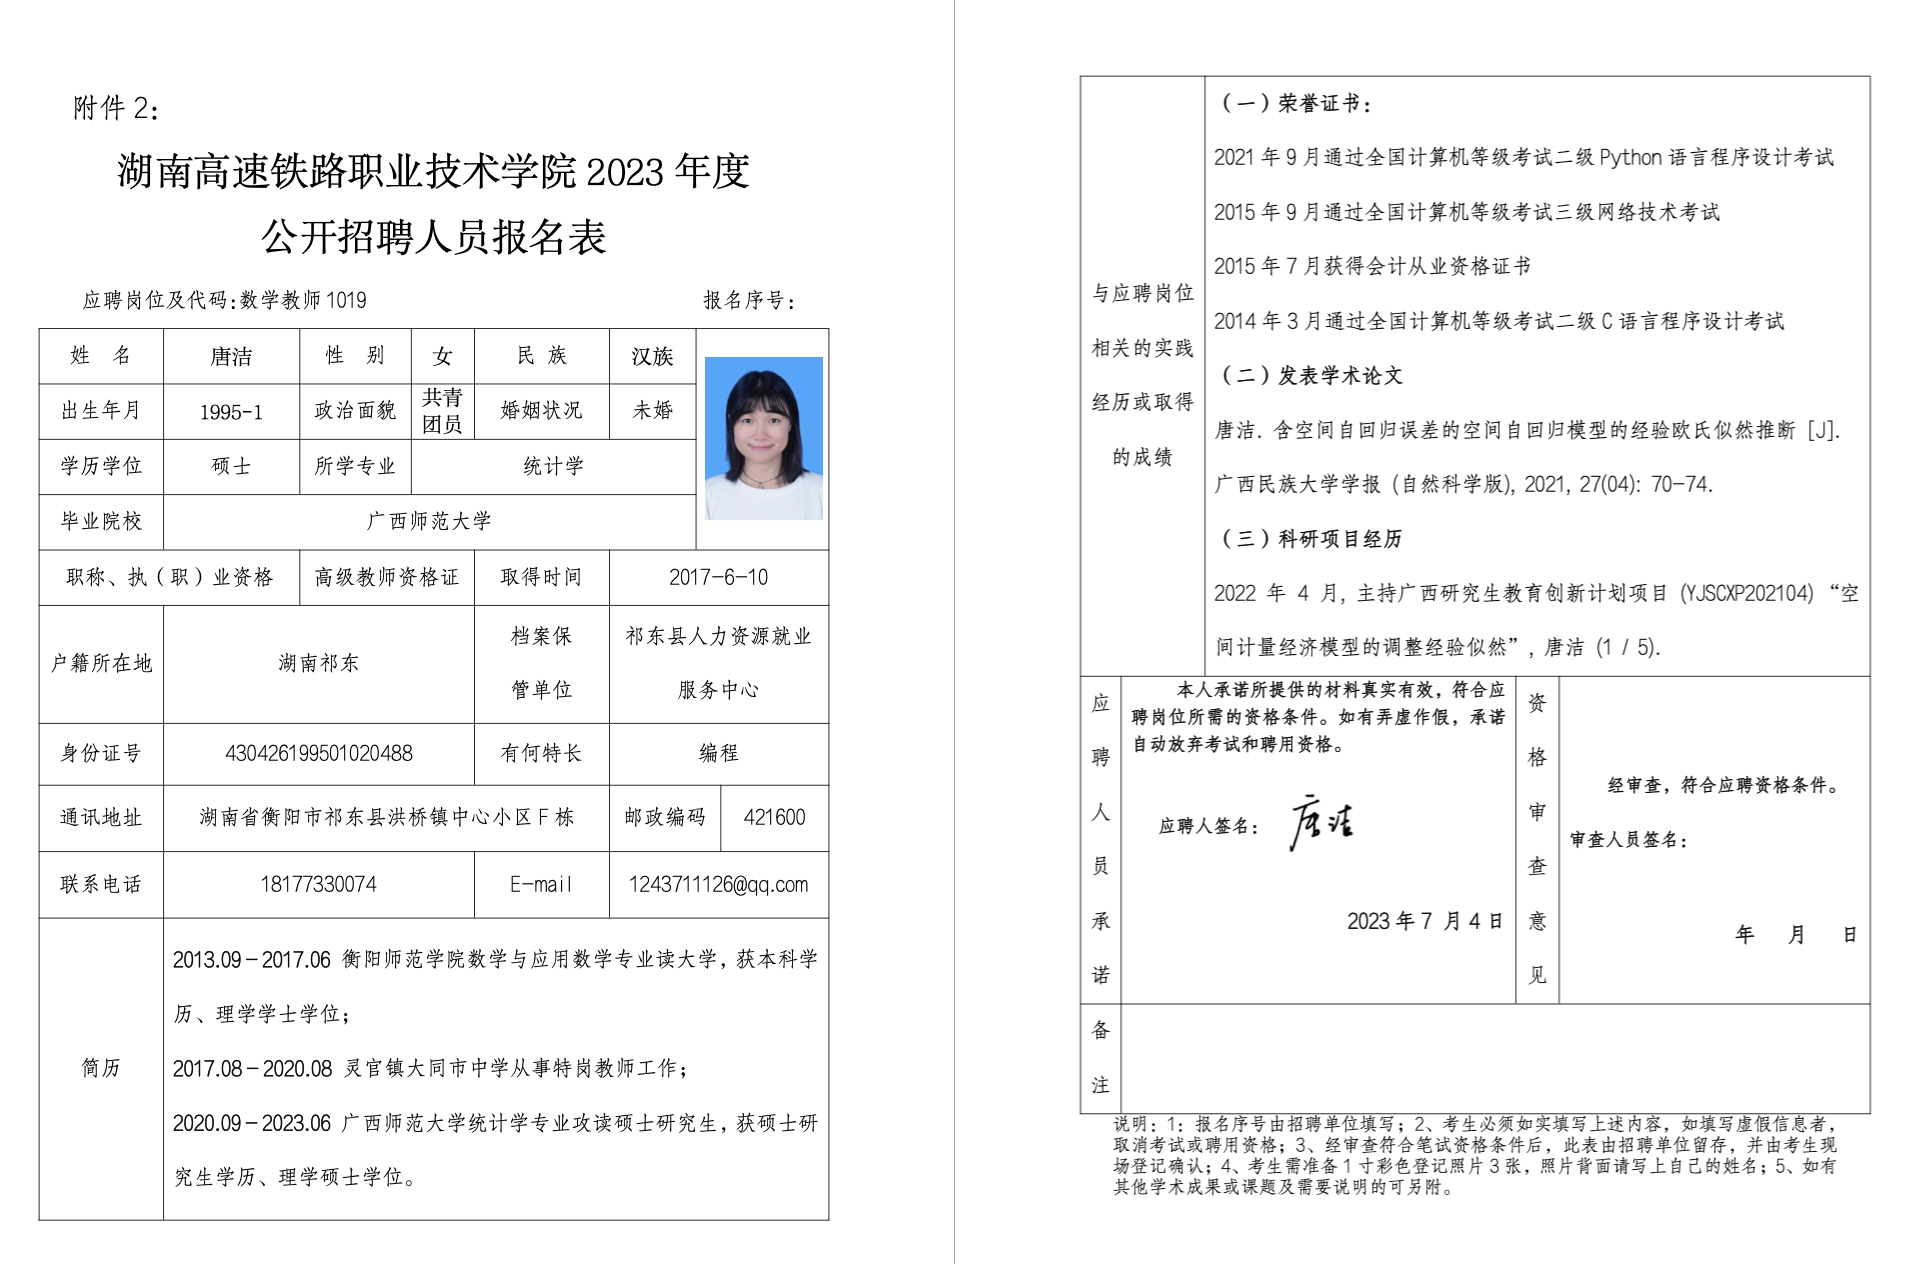 附件 2：
湖南高速铁路职业技术学院 2023 年度
公开招聘人员报名表
应聘岗位及代码:数学教师1019 报名序号：
姓 名 唐洁 性 别 女 民 族 汉族
出生年月 1995-1 政治面貌 共青团员 婚姻状况 未婚
学历学位 硕士 所学专业 统计学
毕业院校 广西师范大学
职称、执（职）业资格 高级教师资格证 取得时间 2017-6-10
户籍所在地 湖南祁东 档案保管单位 祁东县人力资源就业服务中心
身份证号 430426199501020488 有何特长 编程
通讯地址 湖南省衡阳市祁东县洪桥镇中心小区F栋 邮政编码 421600
联系电话 18177330074 E-mail 1243711126@qq.com
简历
2013.09－2017.06 衡阳师范学院数学与应用数学专业读大学，获本科学
历、理学学士学位；
2017.08－2020.08 灵官镇大同市中学从事特岗教师工作；
2020.09－2023.06 广西师范大学统计学专业攻读硕士研究生，获硕士研
究生学历、理学硕士学位。
与应聘岗位
相关的实践
经历或取得
的成绩
（一）荣誉证书：
2021年9月通过全国计算机等级考试二级Python语言程序设计考试
2015年9月通过全国计算机等级考试三级网络技术考试
2015年7月获得会计从业资格证书
2014年3月通过全国计算机等级考试二级C语言程序设计考试
（二）发表学术论文
唐洁. 含空间自回归误差的空间自回归模型的经验欧氏似然推断 [J].
广西民族大学学报 (自然科学版), 2021, 27(04): 70-74.
（三）科研项目经历
2022 年 4 月, 主持广西研究生教育创新计划项目 (YJSCXP202104) “空
间计量经济模型的调整经验似然”, 唐洁 (1 / 5).
应聘人员承诺
本人承诺所提供的材料真实有效，符合应
聘岗位所需的资格条件。如有弄虚作假，承诺
自动放弃考试和聘用资格。
应聘人签名： 唐洁
2023年7 月4日
资格审查意见
经审查，符合应聘资格条件。
审查人员签名：
年 月 日
备注
说明：1：报名序号由招聘单位填写；2、考生必须如实填写上述内容，如填写虚假信息者，
取消考试或聘用资格；3、经审查符合笔试资格条件后，此表由招聘单位留存，并由考生现
场登记确认；4、考生需准备1寸彩色登记照片3张，照片背面请写上自己的姓名；5、如有
其他学术成果或课题及需要说明的可另附。